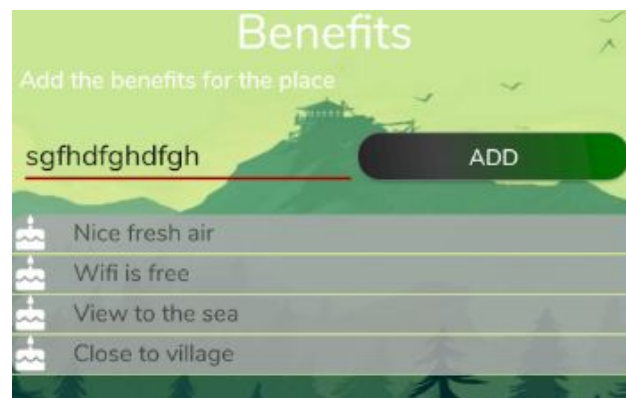 Benefits
Add the benefits for the place
sgfhdfghdfgh
ADD
Nice fresh air
Wifi is free
View to the sea
Close to village